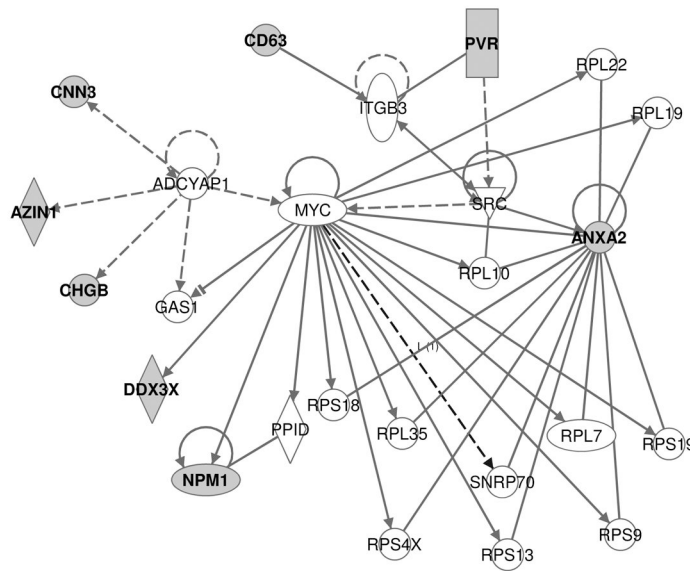 CD63
PVR
RPL22
CNN3
ITGB3
RPL19
ADCYAP1
AZIN1
MYC
SRC
ANXA2
RPL10
CHGB
GAS1
(1)
DDX3X
RPS18
PPID
RPL35
RPL7
RPS19
NPM1
SNRP70
RPS4X
RPS13
RPS9